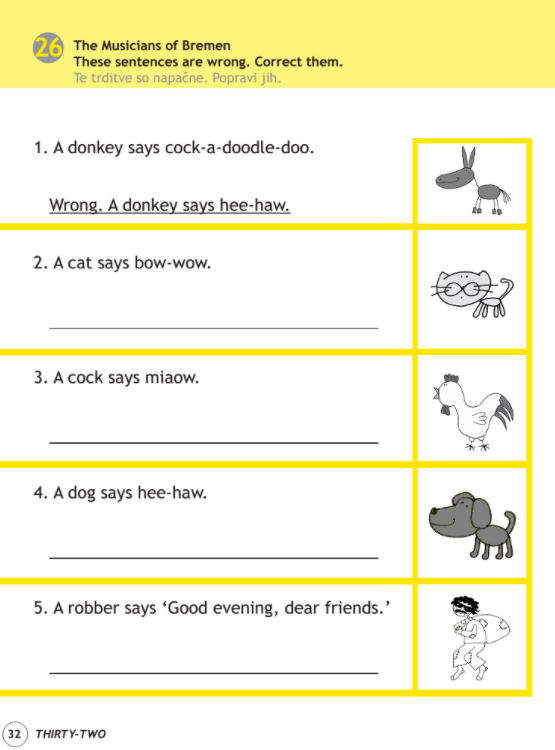 26
The Musicians of Bremen
These sentences are wrong. Correct them.
Te trditve so napačne. Popravi jih.
1. A donkey says cock-a-doodle-doo.
Wrong. A donkey says hee-haw.
2. A cat says bow-wow.
3. A cock says miaow.
4. A dog says hee-haw.
5. A robber says ‘Good evening, dear friends.’
32 THIRTY-TWO